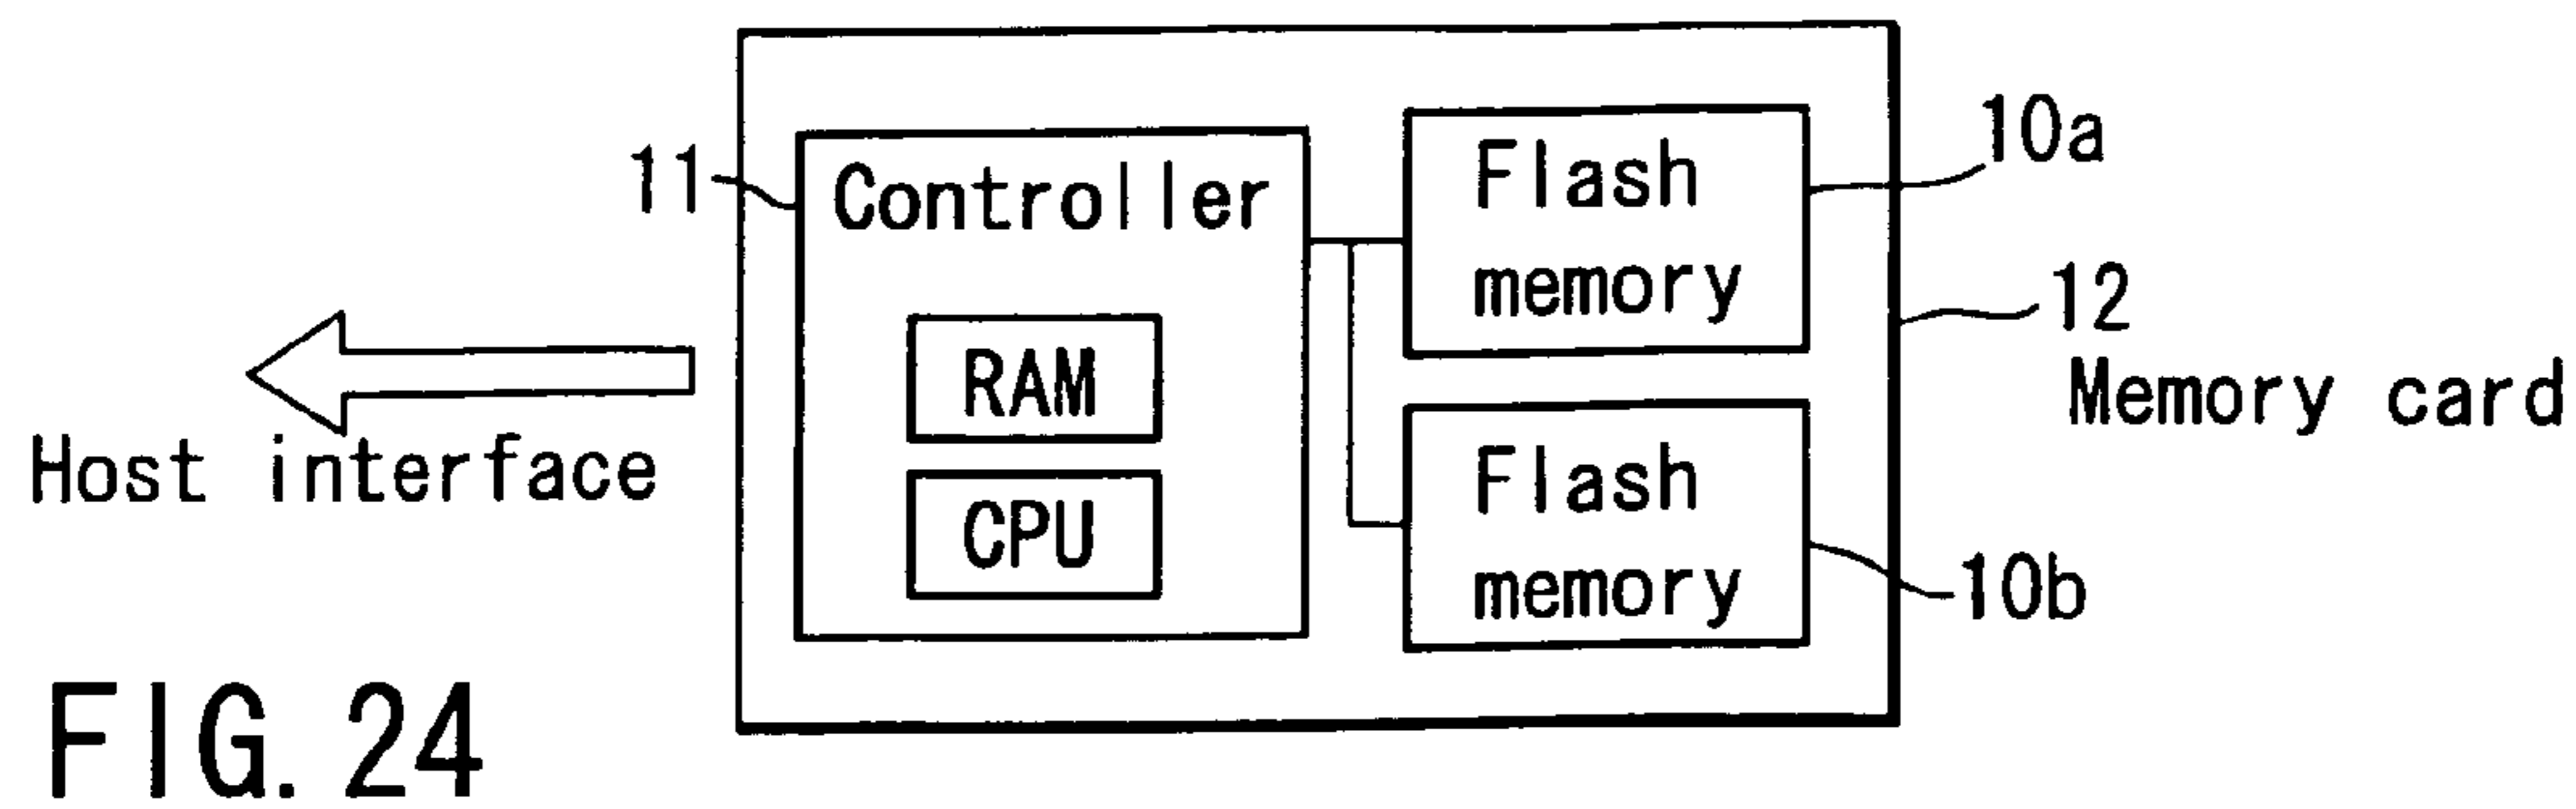 11
Controller
RAM
CPU
Flash
memory
10a
Flash
memory
10b
12
Memory card
Host interface
FIG. 24